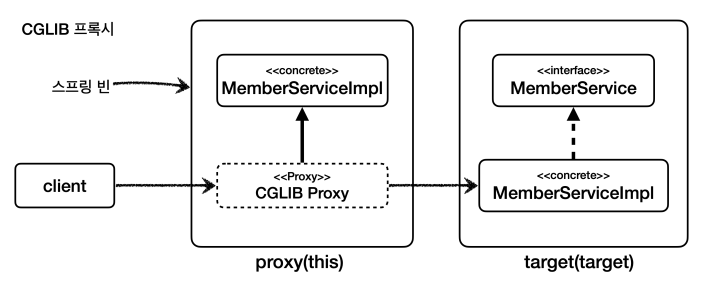 CGLIB 프록시
스프링 빈
client
<<concrete>>
MemberServiceImpl
<<Proxy>>
CGLIB Proxy
proxy(this)
<<interface>>
MemberService
<<concrete>>
MemberServiceImpl
target(target)